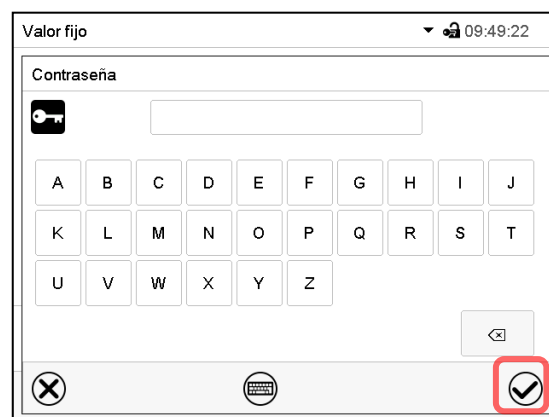 Valor fijo 09:49:22
Contraseña
A B C D E F G H I J
K L M N O P Q R S T
U V W X Y Z